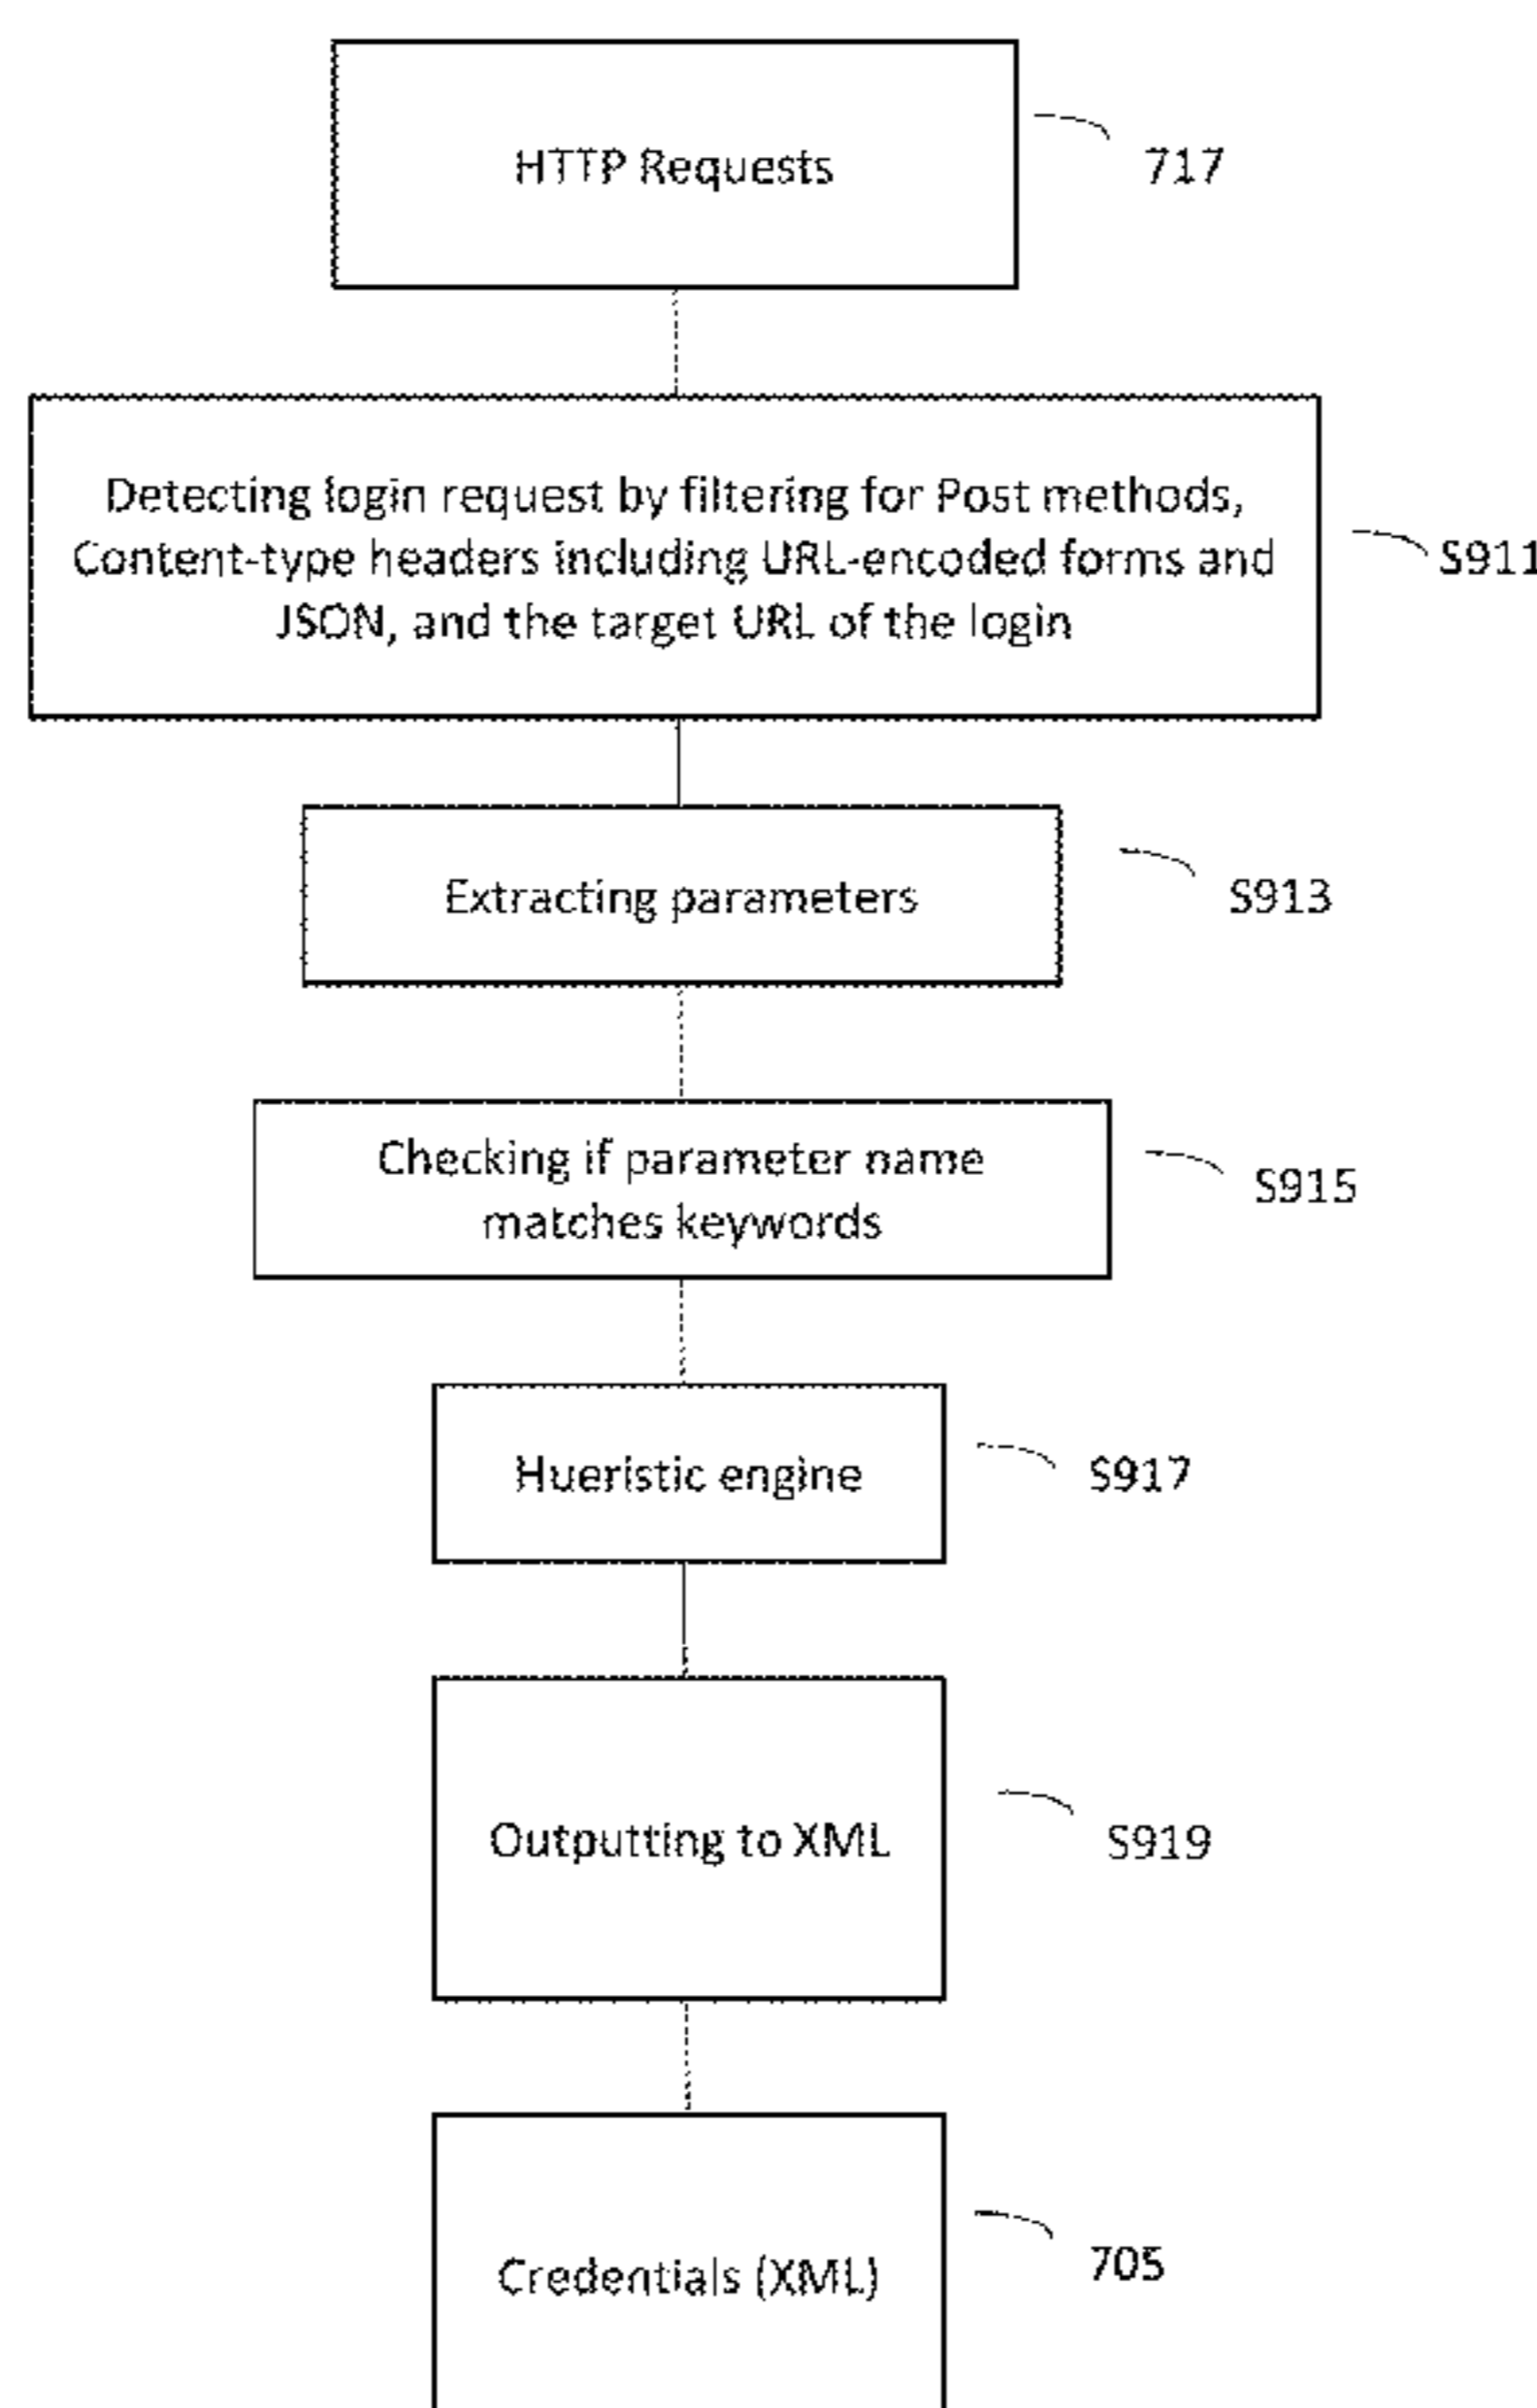 HTTP Requests
717
Detecting login request by filtering for Post methods,
Content-type headers including URL-encoded forms and
JSON, and the target URL of the login
S911
Extracting parameters
S913
Checking if parameter name
matches keywords
S915
Hueristic engine
S917
Outputting to XML
S919
Credentials (XML)
705